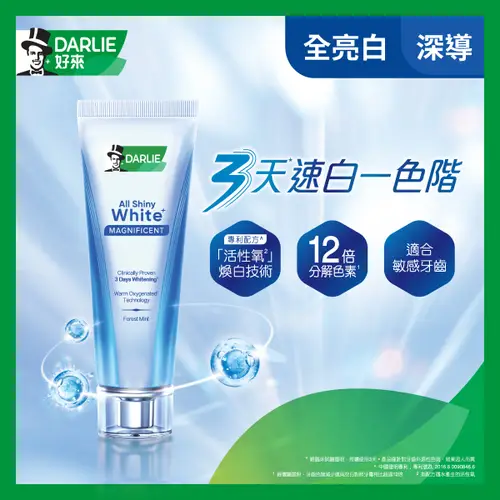 DARLIE
好來
全亮白 深導
DARLIE
All Shiny
White+
MAGNIFICENT
Clinically Proven
3 Days Whitening
Warm Oxygenated
Technology
Forest Mint
3天速白一色階
專利配方^
「活性氧#」
煥白技術
12倍
分解色素
適合
敏感牙齒